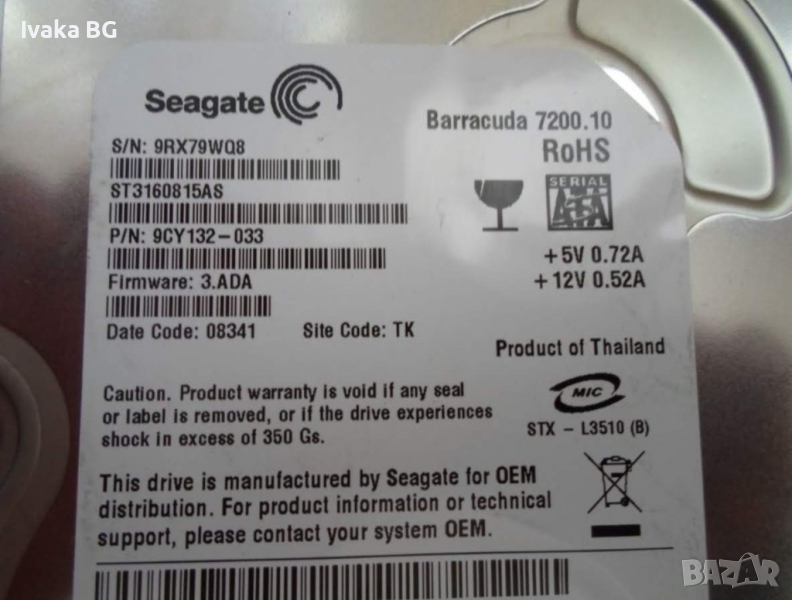 Ivaka BG
Seagate
Barracuda 7200.10
S/N: 9RX79WQ8
RoHS
ST3160815AS
SERIAL
ATA
P/N: 9CY132-033
+5V 0.72A
Firmware: 3.ADA
+12V 0.52A
Date Code: 08341 Site Code: TK
Product of Thailand
Caution. Product warranty is void if any seal
or label is removed, or if the drive experiences
shock in excess of 350 Gs.
MIC
STX - L3510 (B)
This drive is manufactured by Seagate for OEM
distribution. For product information or technical
support, please contact your system OEM.
BAZAR